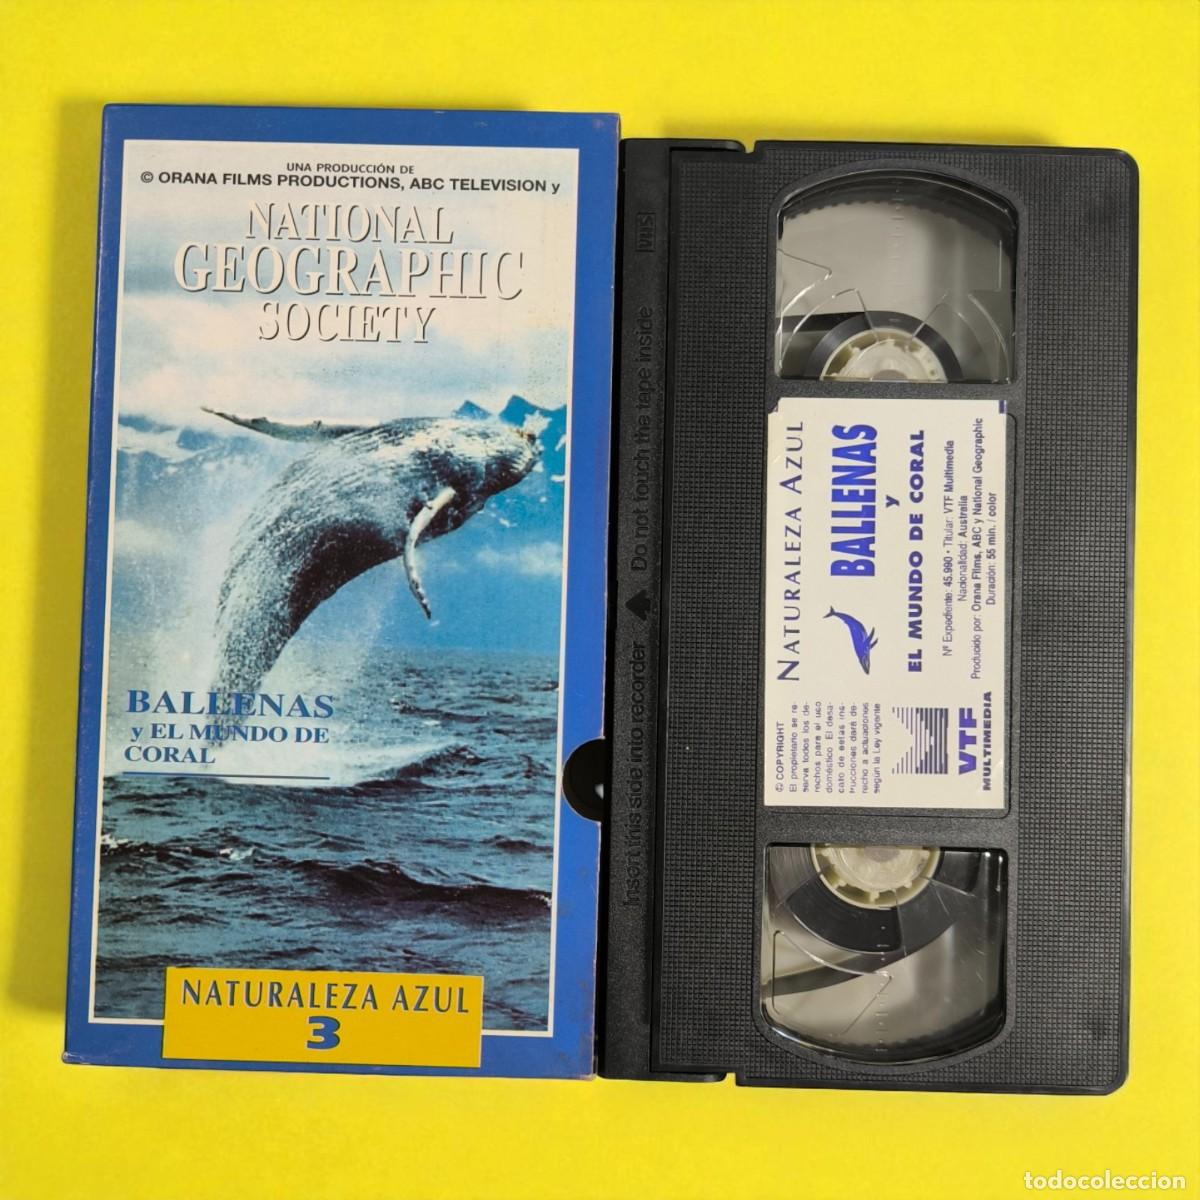 UNA PRODUCCIÓN DE
© ORANA FILMS PRODUCTIONS, ABC TELEVISION y
NATIONAL
GEOGRAPHIC
SOCIETY
BALLENAS
y EL MUNDO DE
CORAL
NATURALEZA AZUL
3
VHS
Insert this side into recorder Do not touch the tape inside
NATURALEZA AZUL
BALLENAS
y
EL MUNDO DE CORAL
Nº Expediente: 45.990 • Titular: VTF Multimedia
Nacionalidad: Australia
Producido por: Orana Films, ABC y National Geographic
Duración: 55 min. / color
© COPYRIGHT
El propietario se re-
serva todos los de-
rechos para el uso
doméstico El desa-
cato de estas ins-
trucciones dará de-
recho a actuaciones
según la Ley vigente
VTF
MULTIMEDIA
todocoleccion